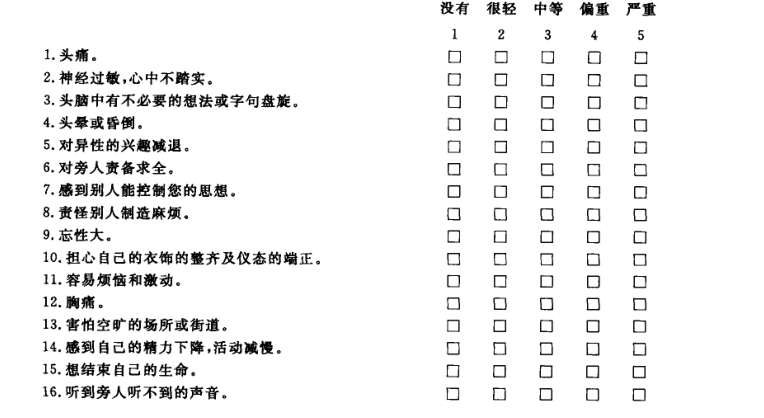 没有 很轻 中等 偏重 严重
1 2 3 4 5
1.头痛。 □ □ □ □ □
2.神经过敏,心中不踏实。 □ □ □ □ □
3.头脑中有不必要的想法或字句盘旋。 □ □ □ □ □
4.头晕或昏倒。 □ □ □ □ □
5.对异性的兴趣减退。 □ □ □ □ □
6.对旁人责备求全。 □ □ □ □ □
7.感到别人能控制您的思想。 □ □ □ □ □
8.责怪别人制造麻烦。 □ □ □ □ □
9.忘性大。 □ □ □ □ □
10.担心自己的衣饰的整齐及仪态的端正。 □ □ □ □ □
11.容易烦恼和激动。 □ □ □ □ □
12.胸痛。 □ □ □ □ □
13.害怕空旷的场所或街道。 □ □ □ □ □
14.感到自己的精力下降,活动减慢。 □ □ □ □ □
15.想结束自己的生命。 □ □ □ □ □
16.听到旁人听不到的声音。 □ □ □ □ □